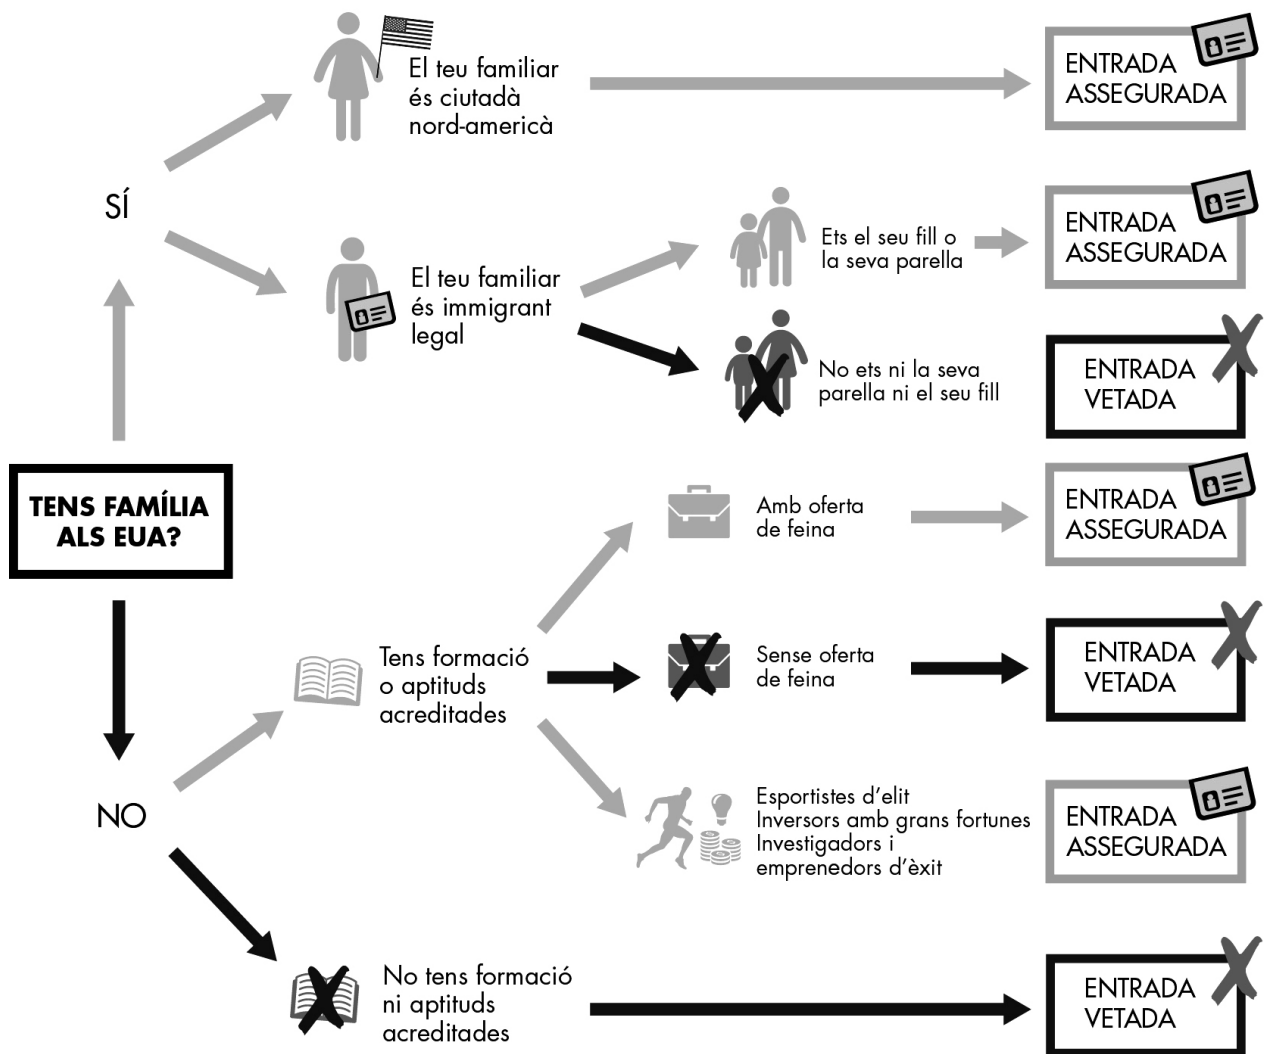 El teu familiar
és ciutadà
nord-americà
ENTRADA
ASSEGURADA
SÍ
El teu familiar
és immigrant
legal
Ets el seu fill o
la seva parella
ENTRADA
ASSEGURADA
No ets ni la seva
parella ni el seu fill
ENTRADA
VETADA
TENS FAMÍLIA
ALS EUA?
Amb oferta
de feina
ENTRADA
ASSEGURADA
Tens formació
o aptituds
acreditades
Sense oferta
de feina
ENTRADA
VETADA
NO
Esportistes d'elit
Inversors amb grans fortunes
Investigadors i
emprenedors d'èxit
ENTRADA
ASSEGURADA
No tens formació
ni aptituds
acreditades
ENTRADA
VETADA